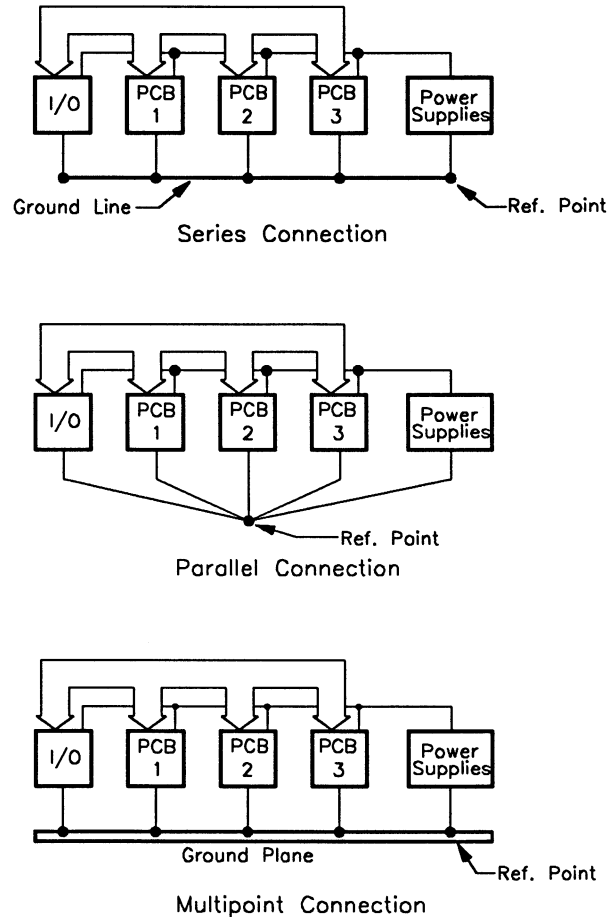 I/O
PCB
1
PCB
2
PCB
3
Power
Supplies
Ground Line
Ref. Point
Series Connection
I/O
PCB
1
PCB
2
PCB
3
Power
Supplies
Ref. Point
Parallel Connection
I/O
PCB
1
PCB
2
PCB
3
Power
Supplies
Ground Plane
Ref. Point
Multipoint Connection